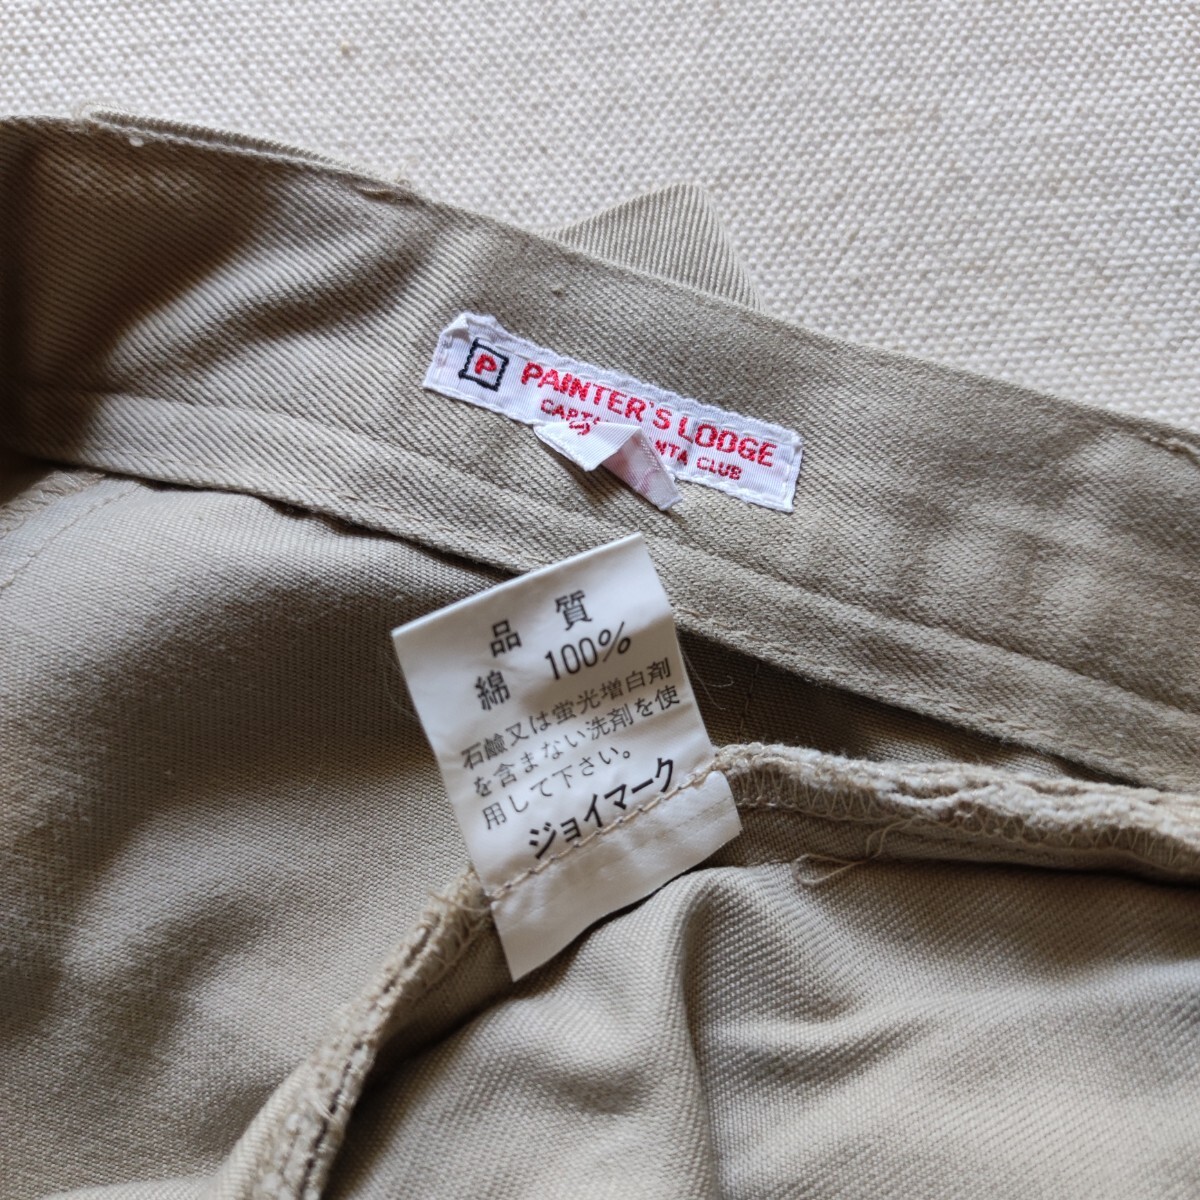 P PAINTER'S LODGE
CLUB
品質
綿 100%
石鹸又は蛍光増白剤
を含まない洗剤を使
用して下さい。
ジョイマーク